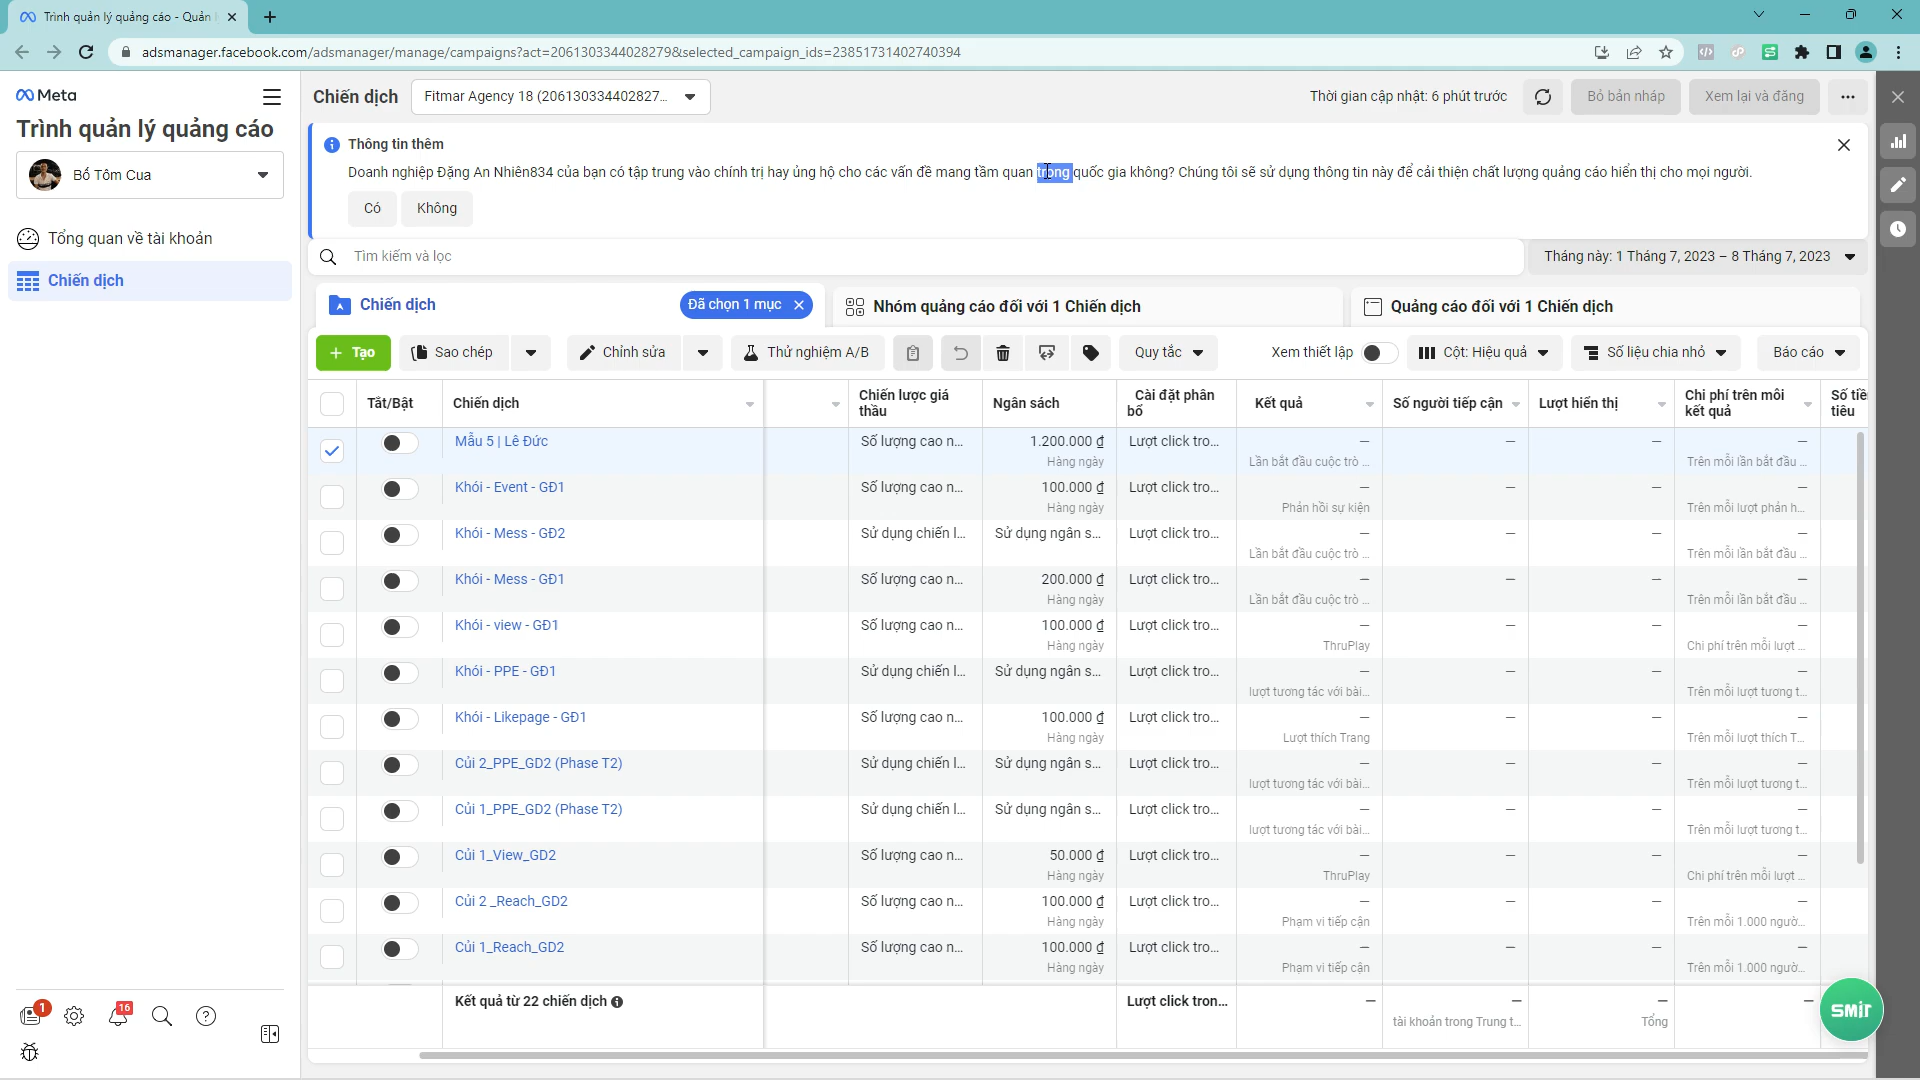 Trình quản lý quảng cáo - Quản
adsmanager.facebook.com/adsmanager/manage/campaigns?act=2061303344028279&selected_campaign_ids=23851731402740394
Meta
Trình quản lý quảng cáo
Bố Tôm Cua
Tổng quan về tài khoản
Chiến dịch
1
16
Chiến dịch
Fitmar Agency 18 (206130334402827...
Thời gian cập nhật: 6 phút trước
Bỏ bản nháp
Xem lại và đăng
Thông tin thêm
Doanh nghiệp Đặng An Nhiên834 của bạn có tập trung vào chính trị hay ủng hộ cho các vấn đề mang tầm quan trọng quốc gia không? Chúng tôi sẽ sử dụng thông tin này để cải thiện chất lượng quảng cáo hiển thị cho mọi người.
Có
Không
Tìm kiếm và lọc
Tháng này: 1 Tháng 7, 2023 – 8 Tháng 7, 2023
Chiến dịch
Đã chọn 1 mục
Nhóm quảng cáo đối với 1 Chiến dịch
Quảng cáo đối với 1 Chiến dịch
+ Tạo
Sao chép
Chỉnh sửa
Thử nghiệm A/B
Quy tắc
Xem thiết lập
Cột: Hiệu quả
Số liệu chia nhỏ
Báo cáo
Tắt/Bật Chiến dịch Chiến lược giá thầu Ngân sách Cài đặt phân bổ Kết quả Số người tiếp cận Lượt hiển thị Chi phí trên mỗi kết quả Số tiề tiêu
Mẫu 5 | Lê Đức Số lượng cao n... 1.200.000 ₫ Lượt click tro... — — — —
Hàng ngày Lần bắt đầu cuộc trò ... Trên mỗi lần bắt đầu ...
Khói - Event - GĐ1 Số lượng cao n... 100.000 ₫ Lượt click tro... — — — —
Hàng ngày Phản hồi sự kiện Trên mỗi lượt phản h...
Khói - Mess - GĐ2 Sử dụng chiến l... Sử dụng ngân s... Lượt click tro... — — — —
Lần bắt đầu cuộc trò ... Trên mỗi lần bắt đầu ...
Khói - Mess - GĐ1 Số lượng cao n... 200.000 ₫ Lượt click tro... — — — —
Hàng ngày Lần bắt đầu cuộc trò ... Trên mỗi lần bắt đầu ...
Khói - view - GĐ1 Số lượng cao n... 100.000 ₫ Lượt click tro... — — — —
Hàng ngày ThruPlay Chi phí trên mỗi lượt ...
Khói - PPE - GĐ1 Sử dụng chiến l... Sử dụng ngân s... Lượt click tro... — — — —
lượt tương tác với bài... Trên mỗi lượt tương t...
Khói - Likepage - GĐ1 Số lượng cao n... 100.000 ₫ Lượt click tro... — — — —
Hàng ngày Lượt thích Trang Trên mỗi lượt thích T...
Củi 2_PPE_GD2 (Phase T2) Sử dụng chiến l... Sử dụng ngân s... Lượt click tro... — — — —
lượt tương tác với bài... Trên mỗi lượt tương t...
Củi 1_PPE_GD2 (Phase T2) Sử dụng chiến l... Sử dụng ngân s... Lượt click tro... — — — —
lượt tương tác với bài... Trên mỗi lượt tương t...
Củi 1_View_GD2 Số lượng cao n... 50.000 ₫ Lượt click tro... — — — —
Hàng ngày ThruPlay Chi phí trên mỗi lượt ...
Củi 2 _Reach_GD2 Số lượng cao n... 100.000 ₫ Lượt click tro... — — — —
Hàng ngày Phạm vi tiếp cận Trên mỗi 1.000 ngườ...
Củi 1_Reach_GD2 Số lượng cao n... 100.000 ₫ Lượt click tro... — — — —
Hàng ngày Phạm vi tiếp cận Trên mỗi 1.000 ngườ...
Kết quả từ 22 chiến dịch Lượt click tron... — — — —
tài khoản trong Trung t... Tổng
SMIT